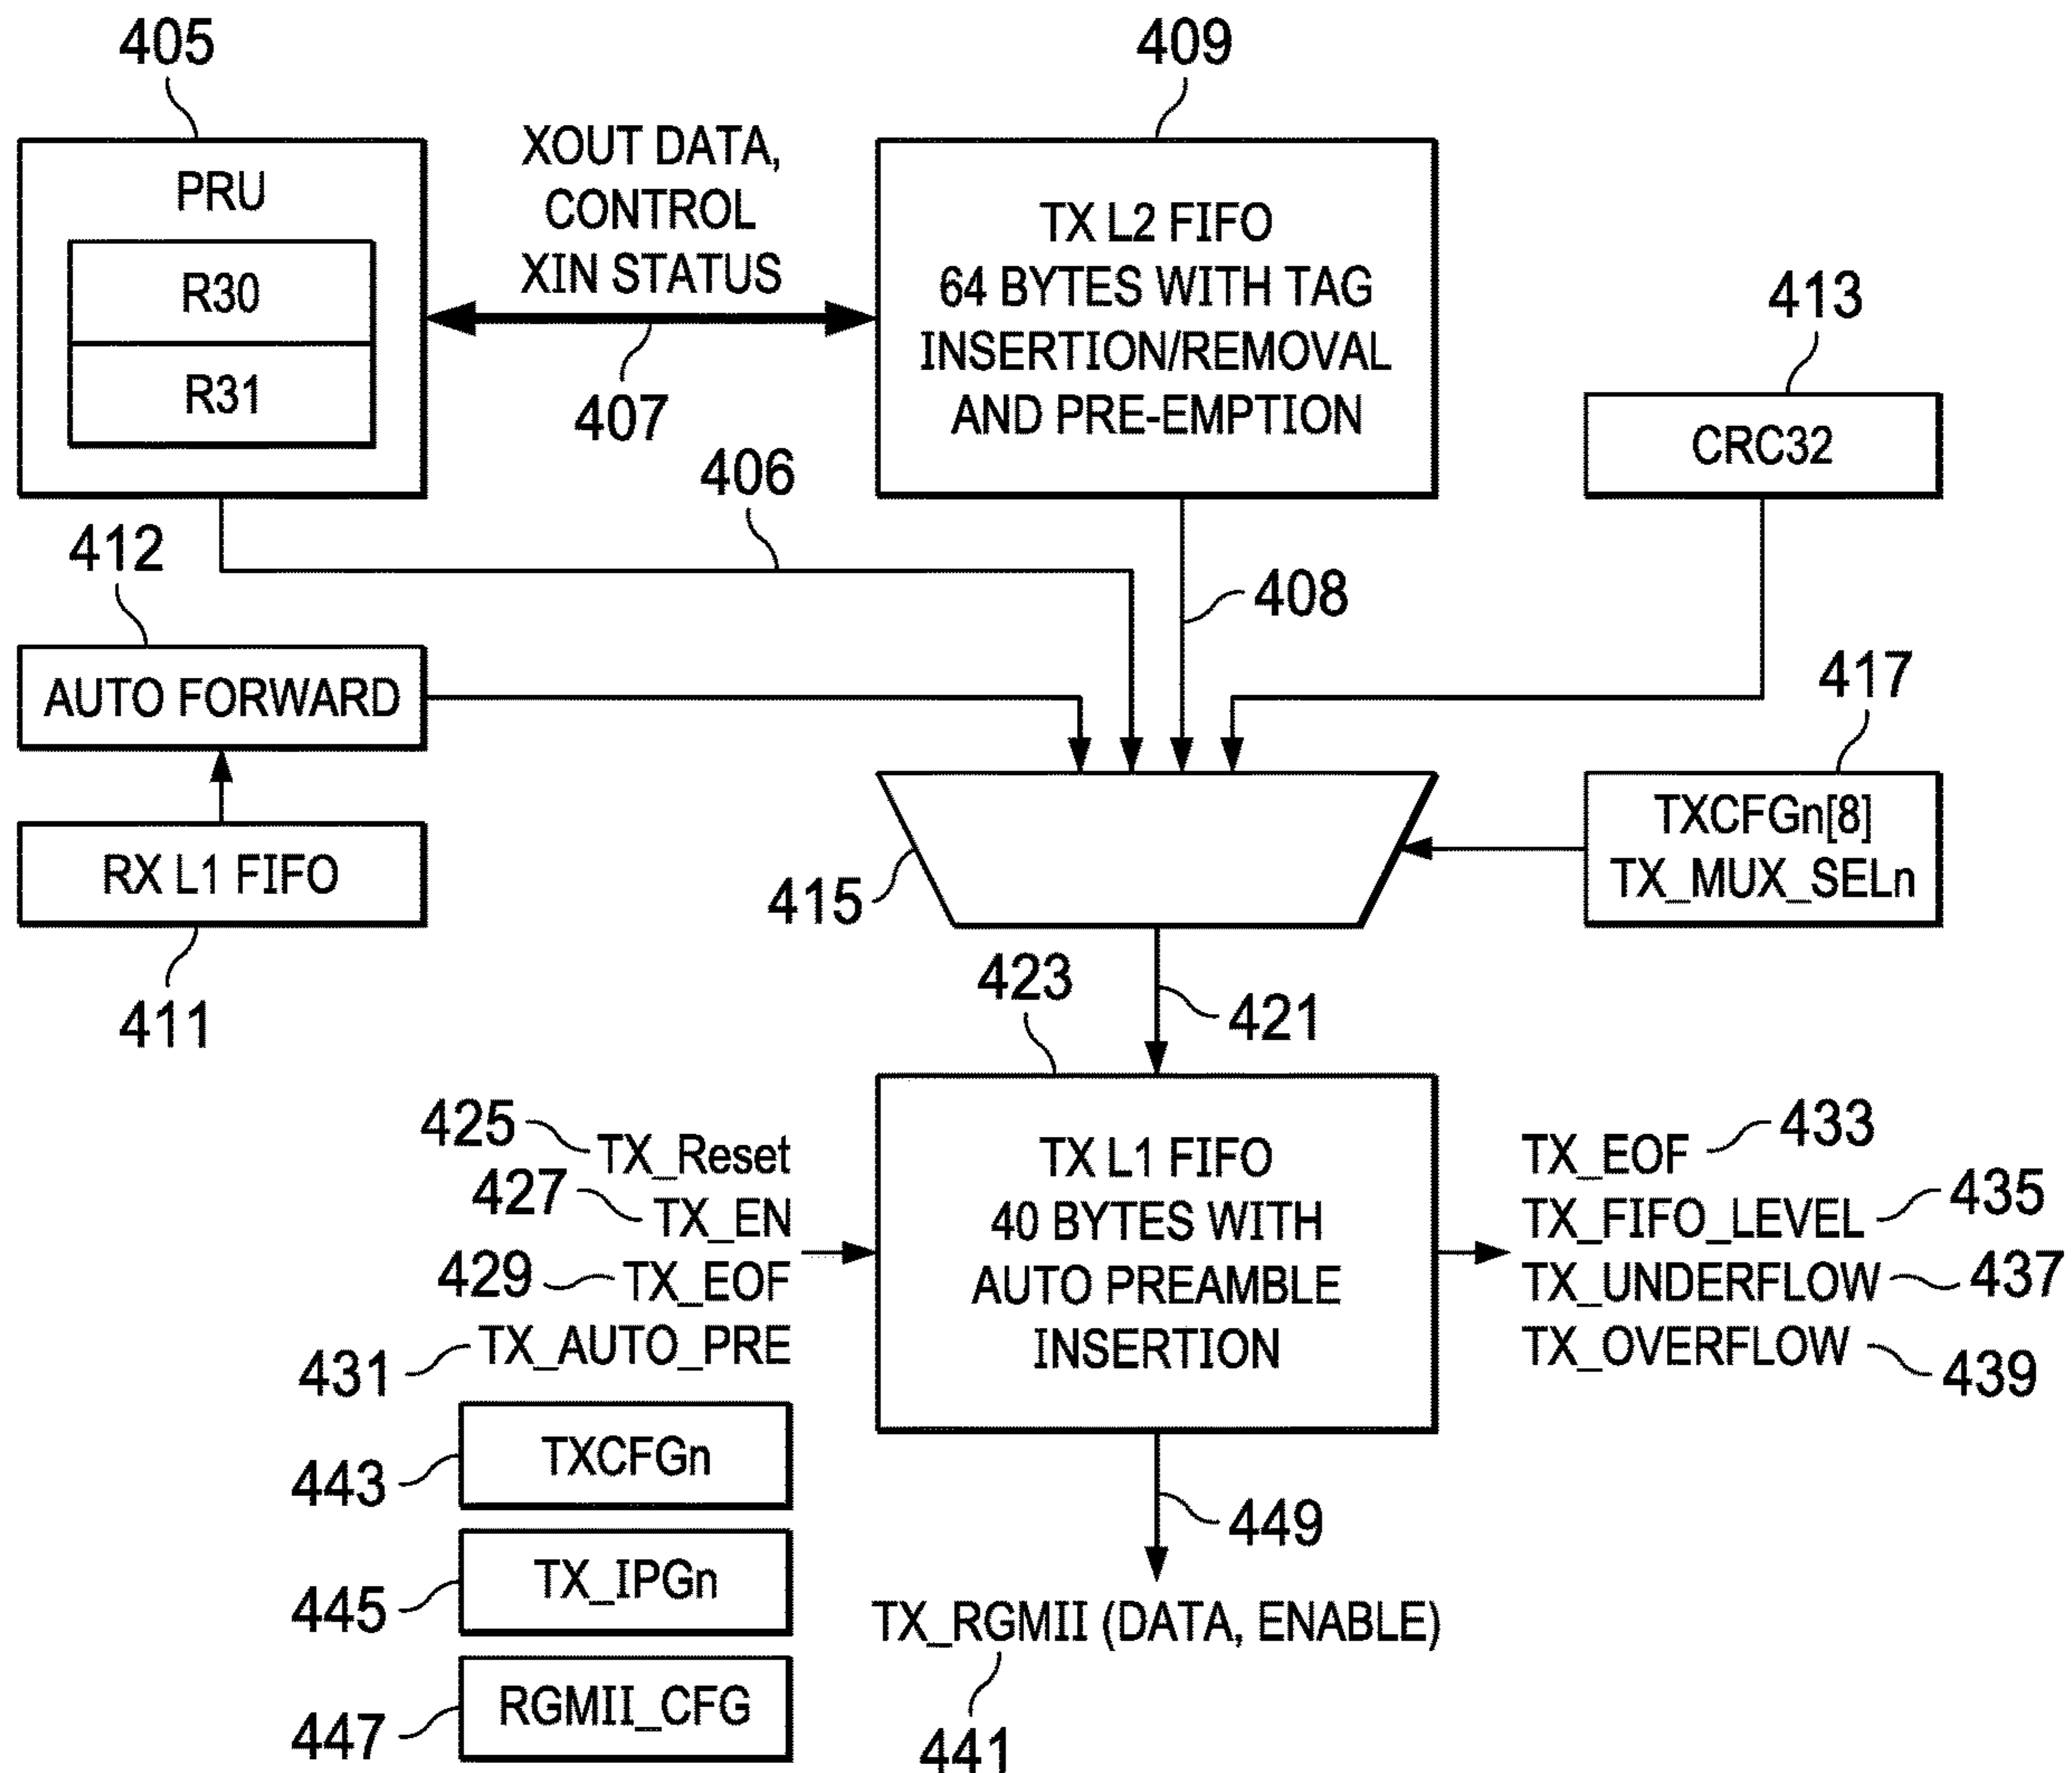 405
409
PRU
R30
R31
XOUT DATA,
CONTROL
XIN STATUS
407
TX L2 FIFO
64 BYTES WITH TAG
INSERTION/REMOVAL
AND PRE-EMPTION
413
CRC32
406
408
412
AUTO FORWARD
RX L1 FIFO
411
417
TXCFGn[8]
TX_MUX_SELn
415
421
423
TX L1 FIFO
40 BYTES WITH
AUTO PREAMBLE
INSERTION
425 TX_Reset
427 TX_EN
429 TX_EOF
431 TX_AUTO_PRE
TX_EOF 433
TX_FIFO_LEVEL 435
TX_UNDERFLOW 437
TX_OVERFLOW 439
443 TXCFGn
445 TX_IPGn
447 RGMII_CFG
449
TX_RGMII (DATA, ENABLE)
441